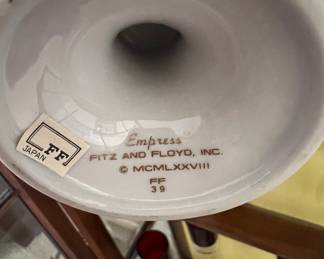 "Empress"
FITZ AND FLOYD, INC.
© MCMLXXVIII
FF
39
FF
JAPAN